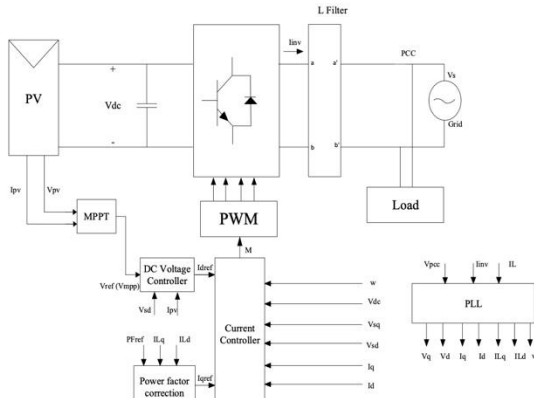 L Filter
Iinv
PCC
a
a'
Vs
PV
+
Vdc
-
Grid
b
b'
Ipv
Vpv
MPPT
PWM
Load
M
Vref (Vmpp)
DC Voltage
Controller
Idref
Vsd
Ipv
w
Vdc
Vsq
Vsd
Iq
Id
Current
Controller
PFref
ILq
ILd
Power factor
correction
Iqref
Vpcc
Iinv
IL
PLL
Vq
Vd
Iq
Id
ILq
ILd
w